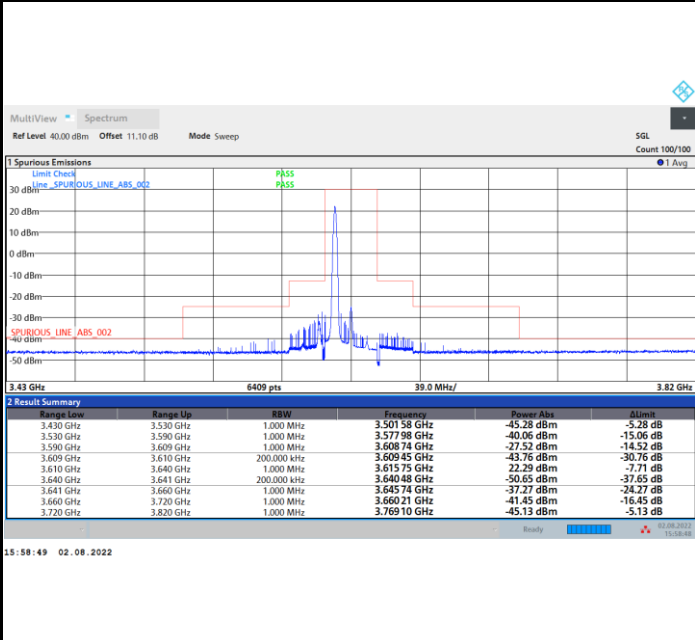 MultiView Spectrum
Ref Level 40.00 dBm Offset 11.10 dB Mode Sweep SGL
Count 100/100
1 Spurious Emissions 1 Avg
Limit Check PASS
Line _SPURIOUS_LINE_ABS_002 PASS
30 dBm
20 dBm
10 dBm
0 dBm
-10 dBm
-20 dBm
-30 dBm
_SPURIOUS_LINE_ABS_002
-40 dBm
-50 dBm
3.43 GHz 6409 pts 39.0 MHz/ 3.82 GHz
2 Result Summary
Range Low Range Up RBW Frequency Power Abs ΔLimit
3.430 GHz 3.530 GHz 1.000 MHz 3.501 58 GHz -45.28 dBm -5.28 dB
3.530 GHz 3.590 GHz 1.000 MHz 3.577 98 GHz -40.06 dBm -15.06 dB
3.590 GHz 3.609 GHz 1.000 MHz 3.608 74 GHz -27.52 dBm -14.52 dB
3.609 GHz 3.610 GHz 200.000 kHz 3.609 45 GHz -43.76 dBm -30.76 dB
3.610 GHz 3.640 GHz 1.000 MHz 3.615 75 GHz 22.29 dBm -7.71 dB
3.640 GHz 3.641 GHz 200.000 kHz 3.640 48 GHz -50.65 dBm -37.65 dB
3.641 GHz 3.660 GHz 1.000 MHz 3.645 74 GHz -37.27 dBm -24.27 dB
3.660 GHz 3.720 GHz 1.000 MHz 3.660 21 GHz -41.45 dBm -16.45 dB
3.720 GHz 3.820 GHz 1.000 MHz 3.769 10 GHz -45.13 dBm -5.13 dB
Ready 02.08.2022
15:58:48
15:58:49 02.08.2022